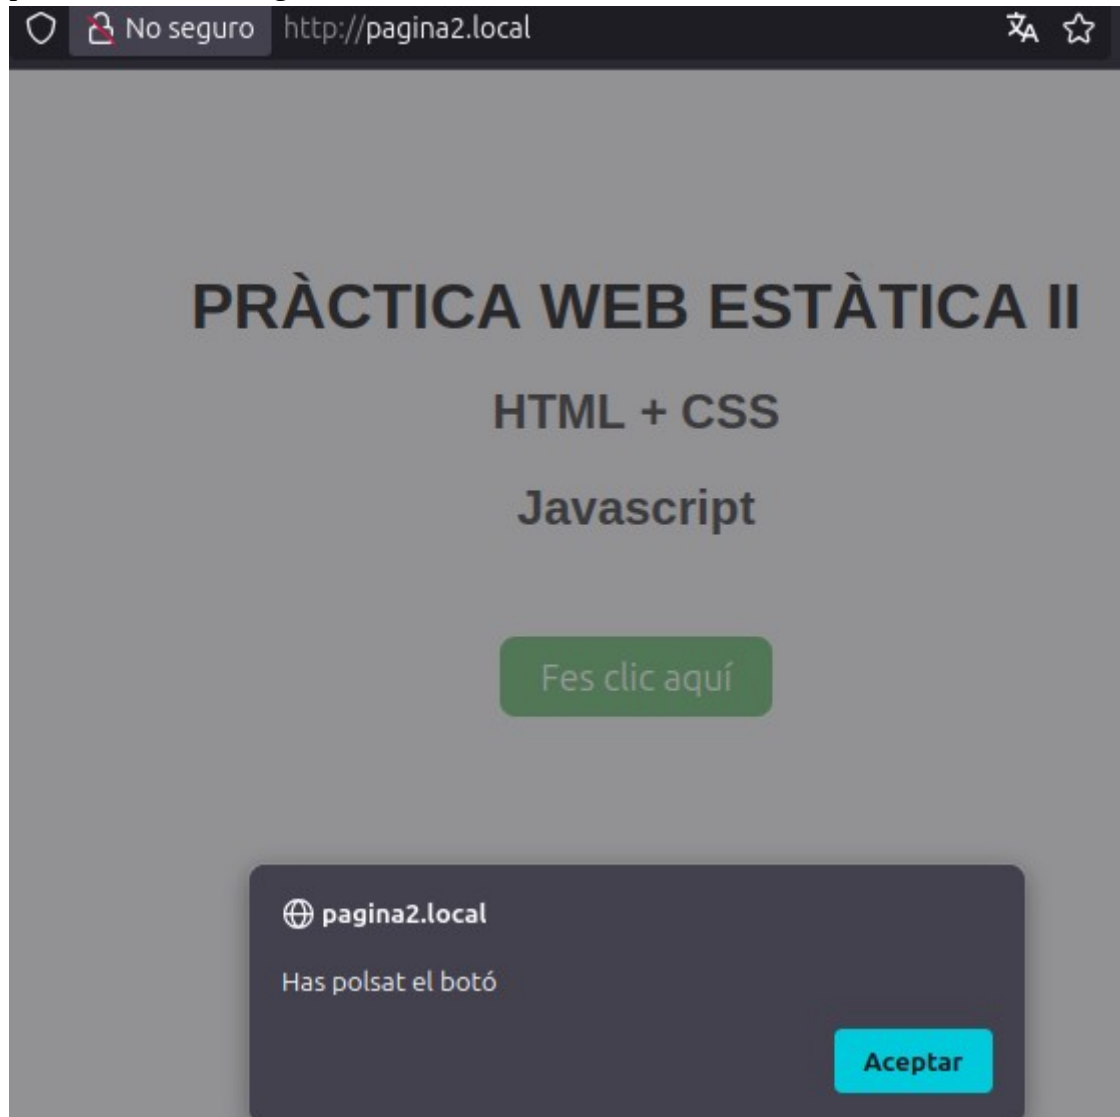 No seguro http://pagina2.local
PRÀCTICA WEB ESTÀTICA II
HTML + CSS
Javascript
Fes clic aquí
pagina2.local
Has polsat el botó
Aceptar